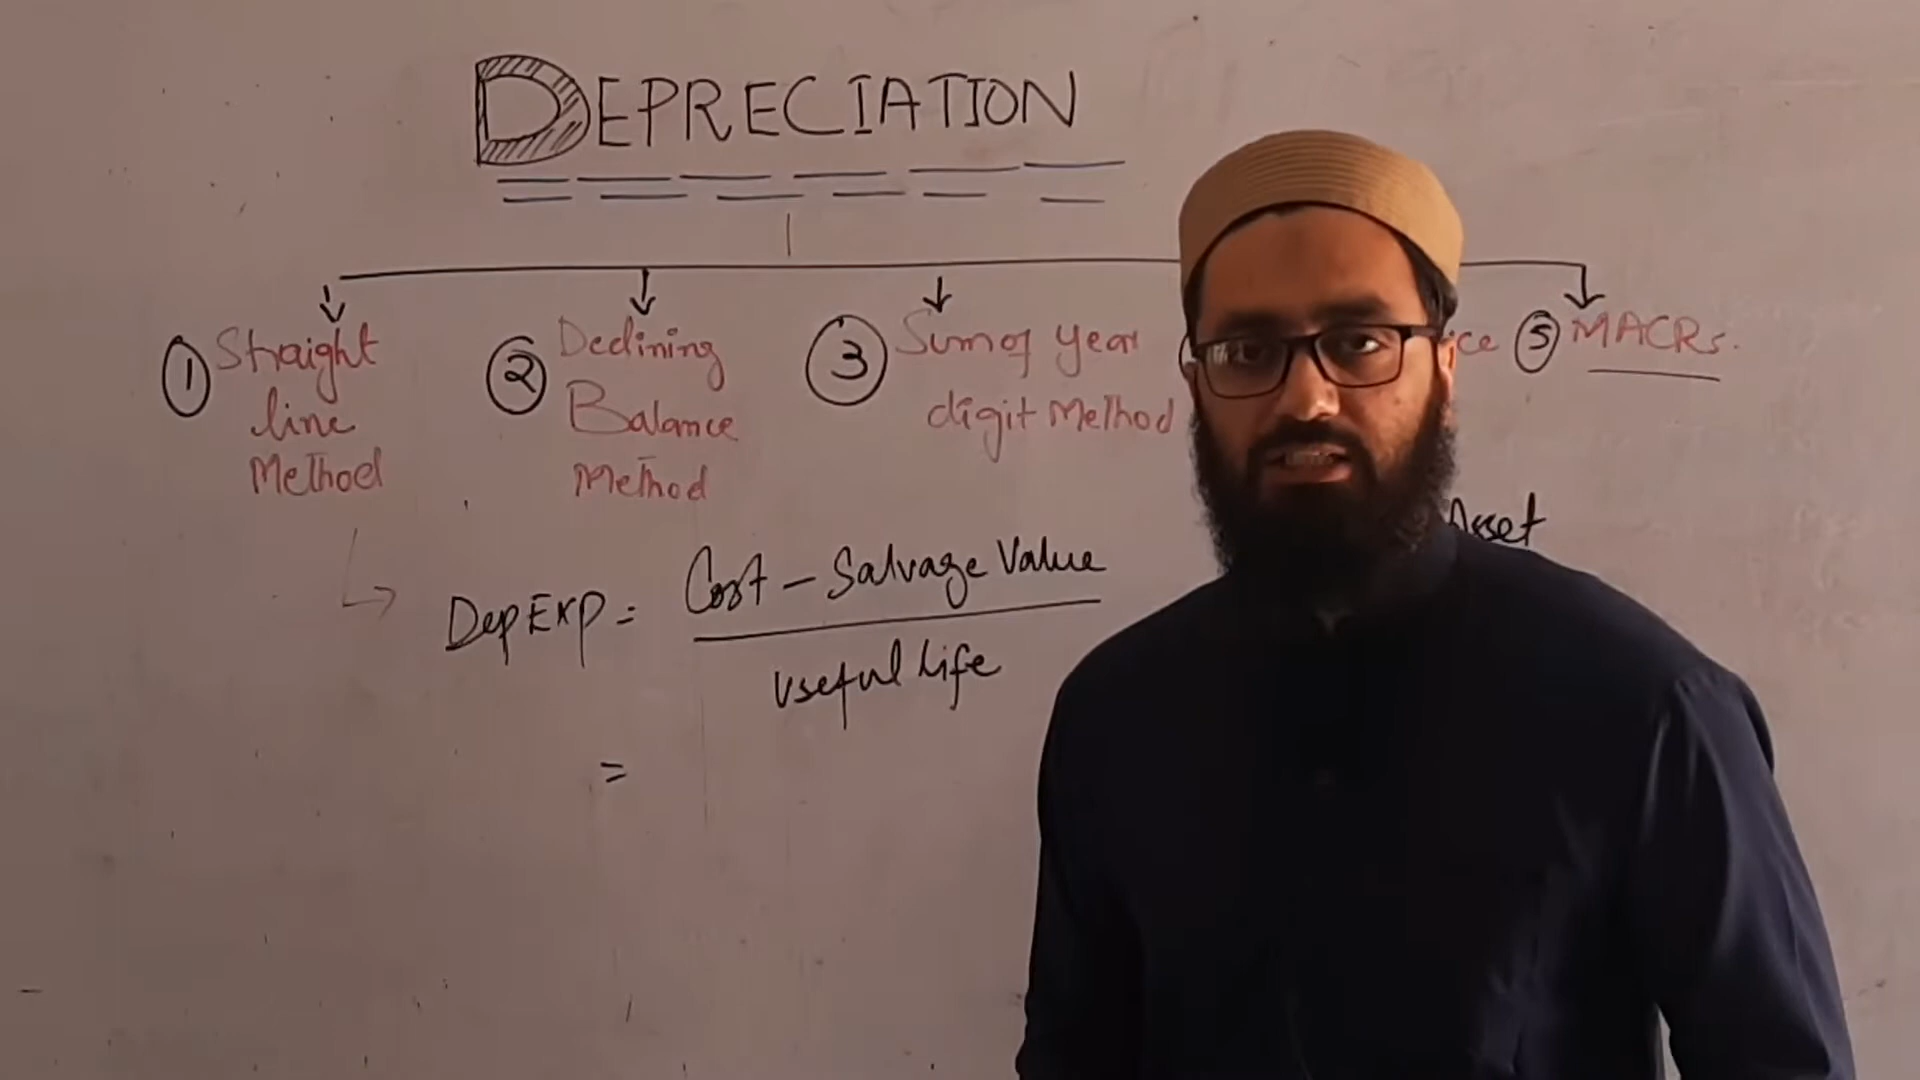 DEPRECIATION
① Straight line Method
② Declining Balance Method
③ Sum of Year digit Method
⑤ MACRs.
Asset
Dep Exp = Cost – Salvage Value
Useful life
=